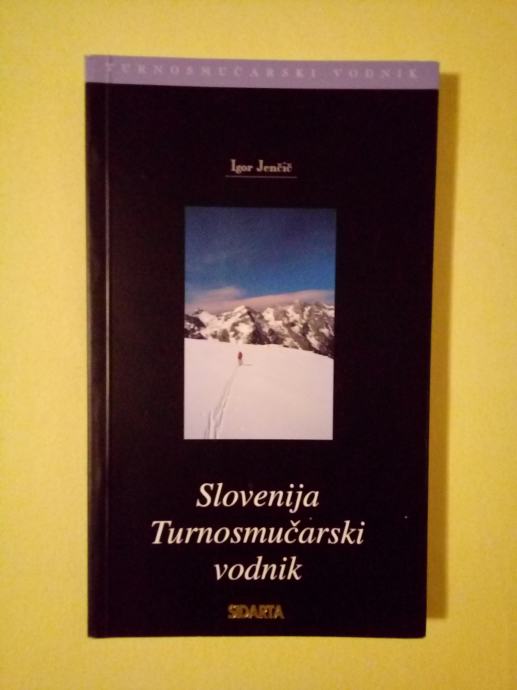 TURNOSMUČARSKI VODNIK
Igor Jenčič
Slovenija
Turnosmučarski
vodnik
SIDARTA